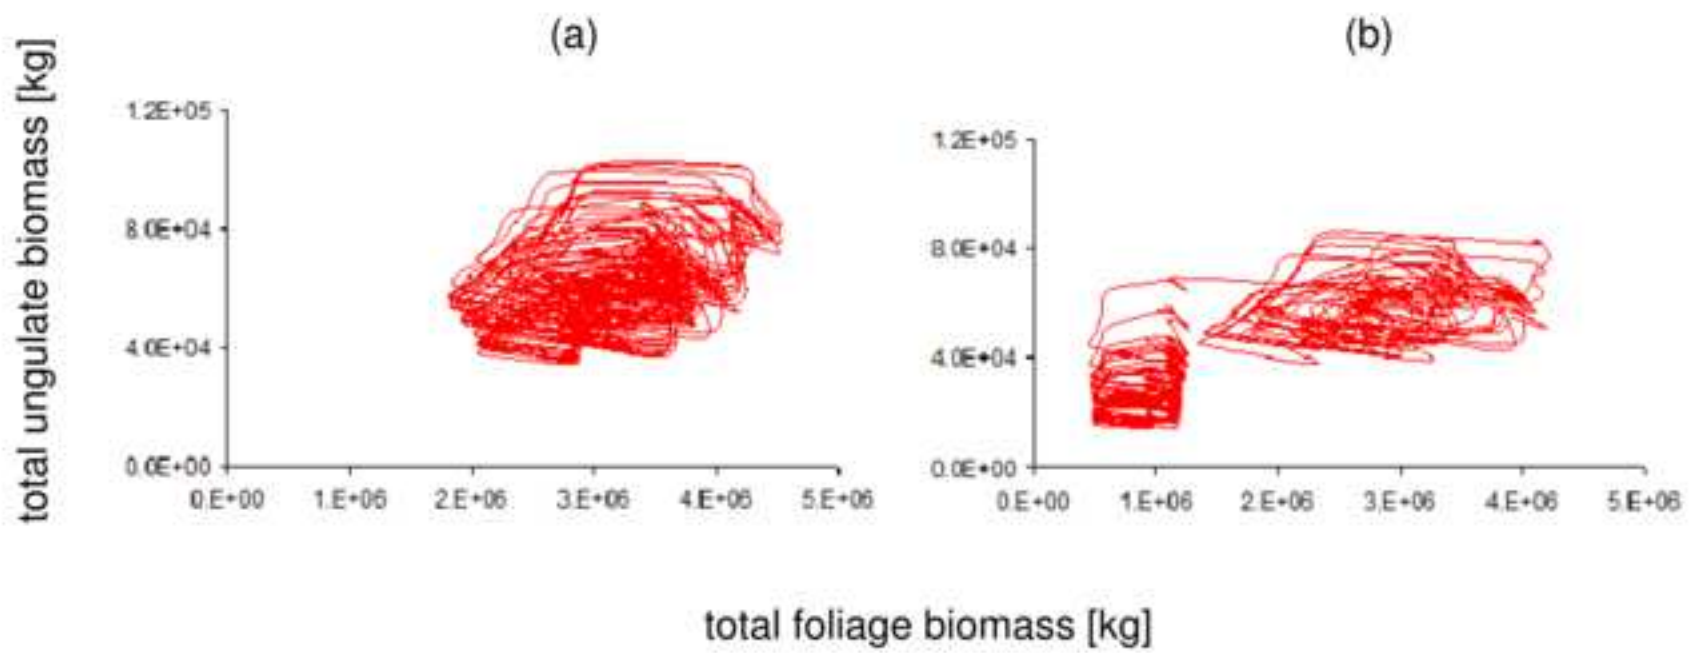 (a)
(b)
total ungulate biomass [kg]
1.2E+05
8.0E+04
4.0E+04
0.0E+00
0.E+00 1.E+06 2.E+06 3.E+06 4.E+06 5.E+06
1.2E+05
8.0E+04
4.0E+04
0.0E+00
0.E+00 1.E+06 2.E+06 3.E+06 4.E+06 5.E+06
total foliage biomass [kg]